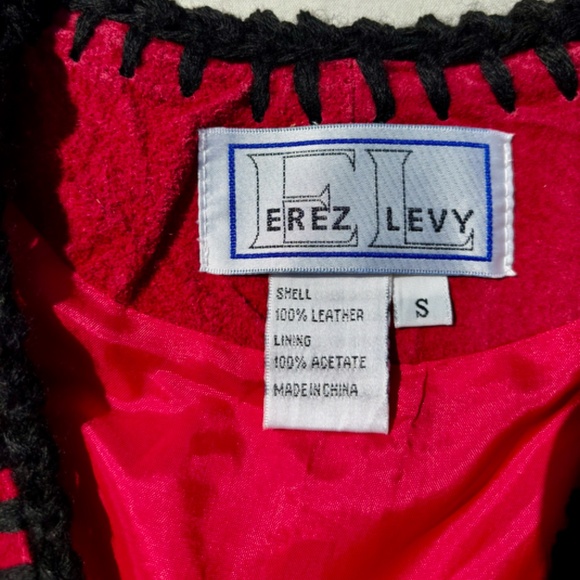 EL
EREZ LEVY
S
SHELL
100% LEATHER
LINING
100% ACETATE
MADE IN CHINA